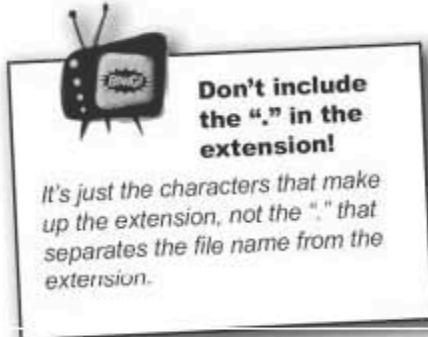 BANG!
Don't include
the "." in the
extension!
It's just the characters that make
up the extension, not the "." that
separates the file name from the
extension.